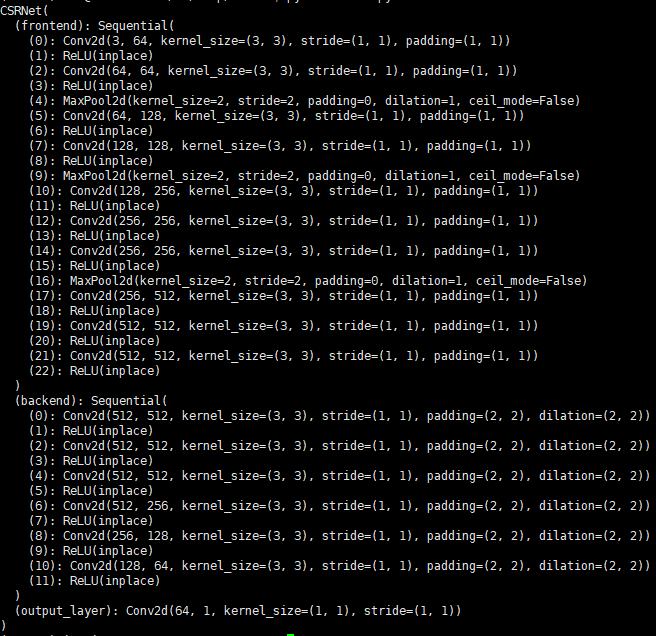 CSRNet(
  (frontend): Sequential(
    (0): Conv2d(3, 64, kernel_size=(3, 3), stride=(1, 1), padding=(1, 1))
    (1): ReLU(inplace)
    (2): Conv2d(64, 64, kernel_size=(3, 3), stride=(1, 1), padding=(1, 1))
    (3): ReLU(inplace)
    (4): MaxPool2d(kernel_size=2, stride=2, padding=0, dilation=1, ceil_mode=False)
    (5): Conv2d(64, 128, kernel_size=(3, 3), stride=(1, 1), padding=(1, 1))
    (6): ReLU(inplace)
    (7): Conv2d(128, 128, kernel_size=(3, 3), stride=(1, 1), padding=(1, 1))
    (8): ReLU(inplace)
    (9): MaxPool2d(kernel_size=2, stride=2, padding=0, dilation=1, ceil_mode=False)
    (10): Conv2d(128, 256, kernel_size=(3, 3), stride=(1, 1), padding=(1, 1))
    (11): ReLU(inplace)
    (12): Conv2d(256, 256, kernel_size=(3, 3), stride=(1, 1), padding=(1, 1))
    (13): ReLU(inplace)
    (14): Conv2d(256, 256, kernel_size=(3, 3), stride=(1, 1), padding=(1, 1))
    (15): ReLU(inplace)
    (16): MaxPool2d(kernel_size=2, stride=2, padding=0, dilation=1, ceil_mode=False)
    (17): Conv2d(256, 512, kernel_size=(3, 3), stride=(1, 1), padding=(1, 1))
    (18): ReLU(inplace)
    (19): Conv2d(512, 512, kernel_size=(3, 3), stride=(1, 1), padding=(1, 1))
    (20): ReLU(inplace)
    (21): Conv2d(512, 512, kernel_size=(3, 3), stride=(1, 1), padding=(1, 1))
    (22): ReLU(inplace)
  )
  (backend): Sequential(
    (0): Conv2d(512, 512, kernel_size=(3, 3), stride=(1, 1), padding=(2, 2), dilation=(2, 2))
    (1): ReLU(inplace)
    (2): Conv2d(512, 512, kernel_size=(3, 3), stride=(1, 1), padding=(2, 2), dilation=(2, 2))
    (3): ReLU(inplace)
    (4): Conv2d(512, 512, kernel_size=(3, 3), stride=(1, 1), padding=(2, 2), dilation=(2, 2))
    (5): ReLU(inplace)
    (6): Conv2d(512, 256, kernel_size=(3, 3), stride=(1, 1), padding=(2, 2), dilation=(2, 2))
    (7): ReLU(inplace)
    (8): Conv2d(256, 128, kernel_size=(3, 3), stride=(1, 1), padding=(2, 2), dilation=(2, 2))
    (9): ReLU(inplace)
    (10): Conv2d(128, 64, kernel_size=(3, 3), stride=(1, 1), padding=(2, 2), dilation=(2, 2))
    (11): ReLU(inplace)
  )
  (output_layer): Conv2d(64, 1, kernel_size=(1, 1), stride=(1, 1))
)